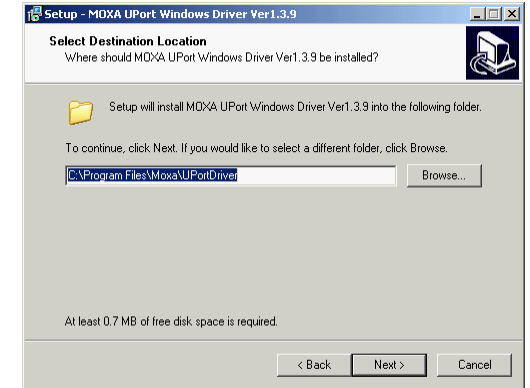 Setup - MOXA UPort Windows Driver Ver1.3.9
Select Destination Location
Where should MOXA UPort Windows Driver Ver1.3.9 be installed?
Setup will install MOXA UPort Windows Driver Ver1.3.9 into the following folder.
To continue, click Next. If you would like to select a different folder, click Browse.
C:\Program Files\Moxa\UPortDriver
Browse...
At least 0.7 MB of free disk space is required.
< Back
Next >
Cancel